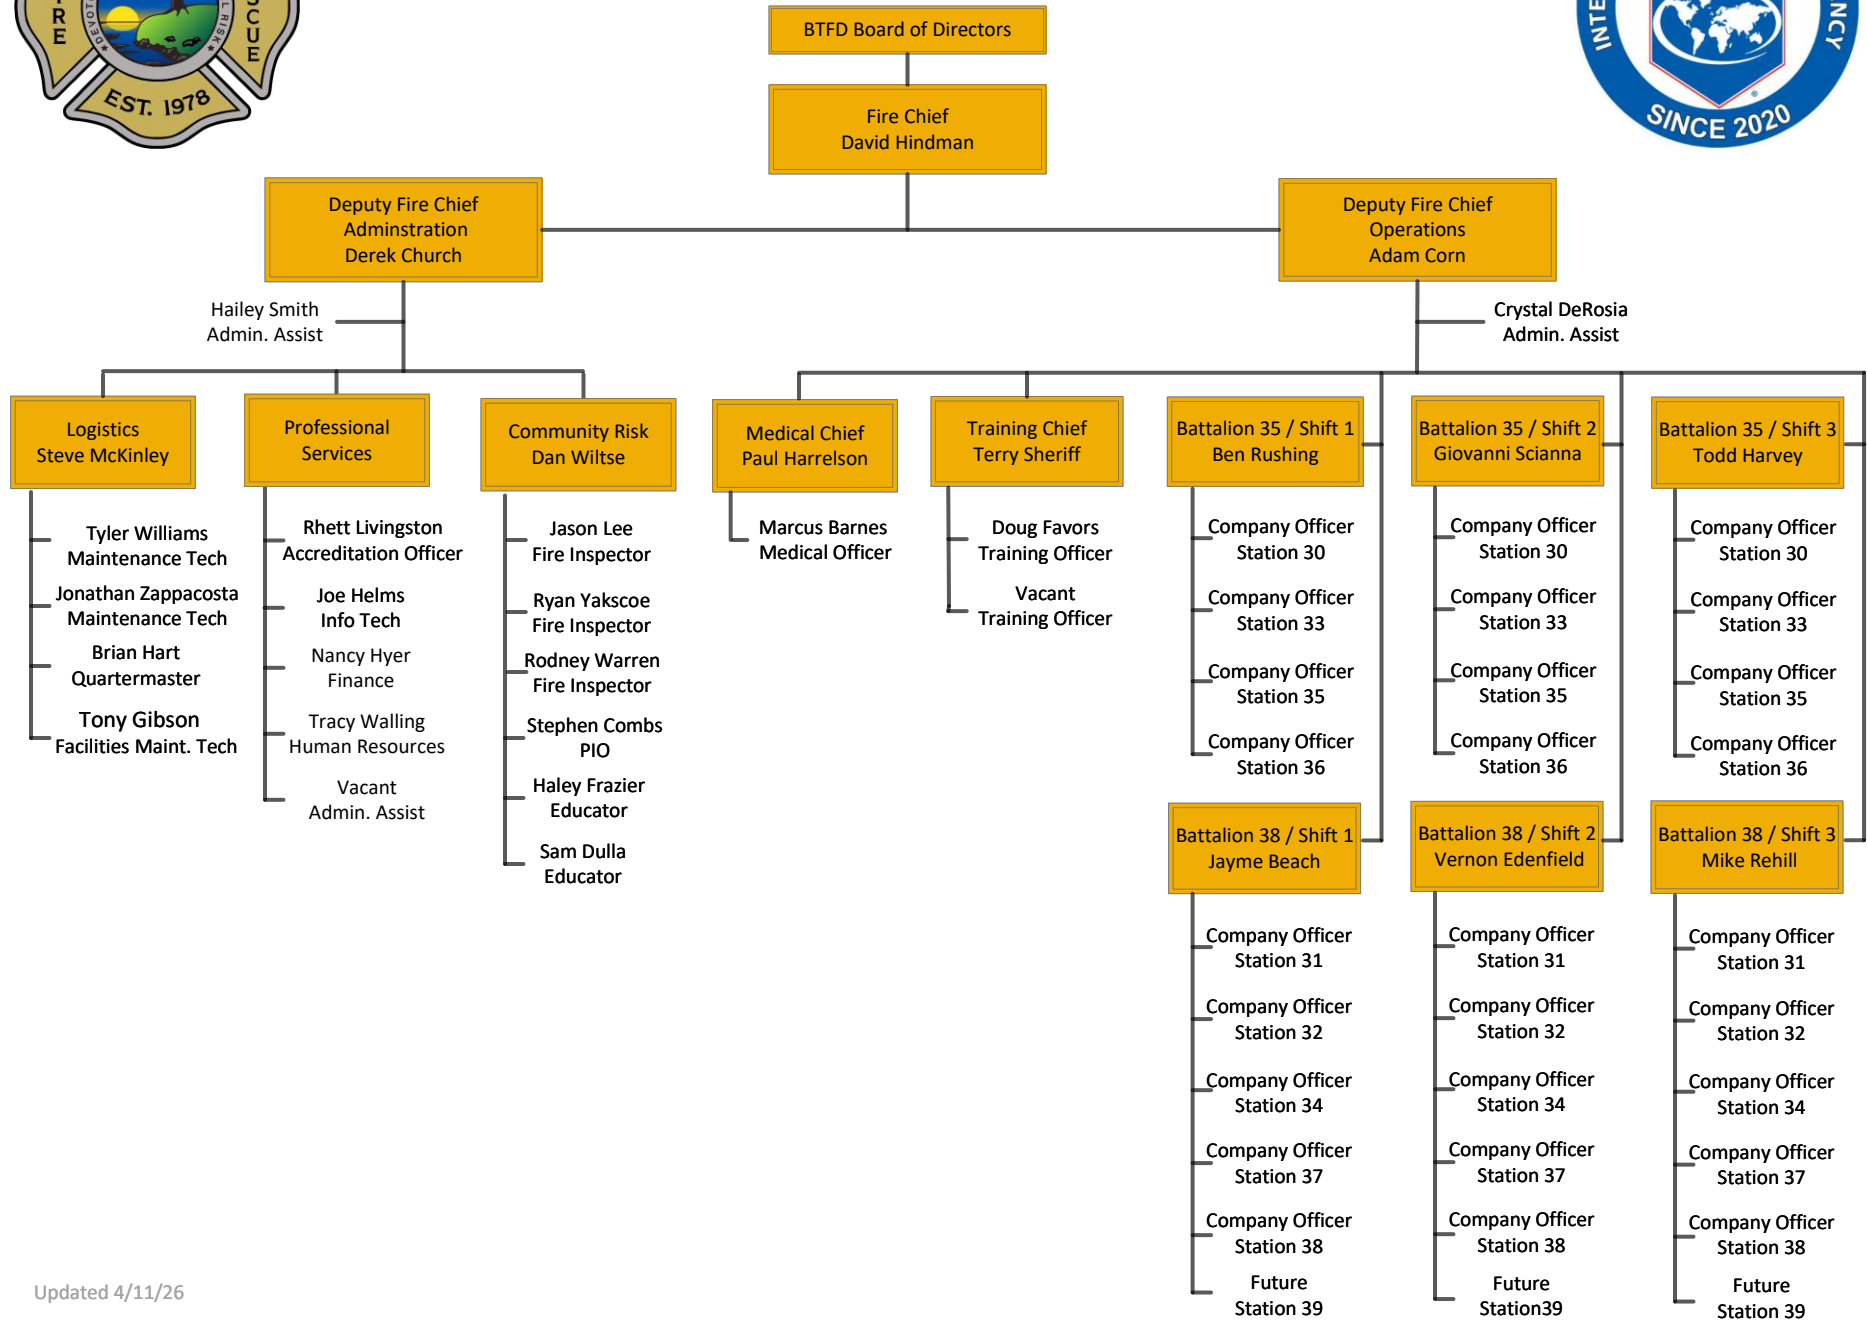 FIRE
RESCUE
EST. 1978
SINCE 2020
BTFD Board of Directors
Fire Chief
David Hindman
Deputy Fire Chief
Adminstration
Derek Church
Deputy Fire Chief
Operations
Adam Corn
Hailey Smith
Admin. Assist
Crystal DeRosia
Admin. Assist
Logistics
Steve McKinley
Tyler Williams
Maintenance Tech
Jonathan Zappacosta
Maintenance Tech
Brian Hart
Quartermaster
Tony Gibson
Facilities Maint. Tech
Professional
Services
Rhett Livingston
Accreditation Officer
Joe Helms
Info Tech
Nancy Hyer
Finance
Tracy Walling
Human Resources
Vacant
Admin. Assist
Community Risk
Dan Wiltse
Jason Lee
Fire Inspector
Ryan Yakscoe
Fire Inspector
Rodney Warren
Fire Inspector
Stephen Combs
PIO
Haley Frazier
Educator
Sam Dulla
Educator
Medical Chief
Paul Harrelson
Marcus Barnes
Medical Officer
Training Chief
Terry Sheriff
Doug Favors
Training Officer
Vacant
Training Officer
Battalion 35 / Shift 1
Ben Rushing
Company Officer
Station 30
Company Officer
Station 33
Company Officer
Station 35
Company Officer
Station 36
Battalion 35 / Shift 2
Giovanni Scianna
Company Officer
Station 30
Company Officer
Station 33
Company Officer
Station 35
Company Officer
Station 36
Battalion 35 / Shift 3
Todd Harvey
Company Officer
Station 30
Company Officer
Station 33
Company Officer
Station 35
Company Officer
Station 36
Battalion 38 / Shift 1
Jayme Beach
Company Officer
Station 31
Company Officer
Station 32
Company Officer
Station 34
Company Officer
Station 37
Company Officer
Station 38
Future
Station 39
Battalion 38 / Shift 2
Vernon Edenfield
Company Officer
Station 31
Company Officer
Station 32
Company Officer
Station 34
Company Officer
Station 37
Company Officer
Station 38
Future
Station39
Battalion 38 / Shift 3
Mike Rehill
Company Officer
Station 31
Company Officer
Station 32
Company Officer
Station 34
Company Officer
Station 37
Company Officer
Station 38
Future
Station 39
Updated 4/11/26